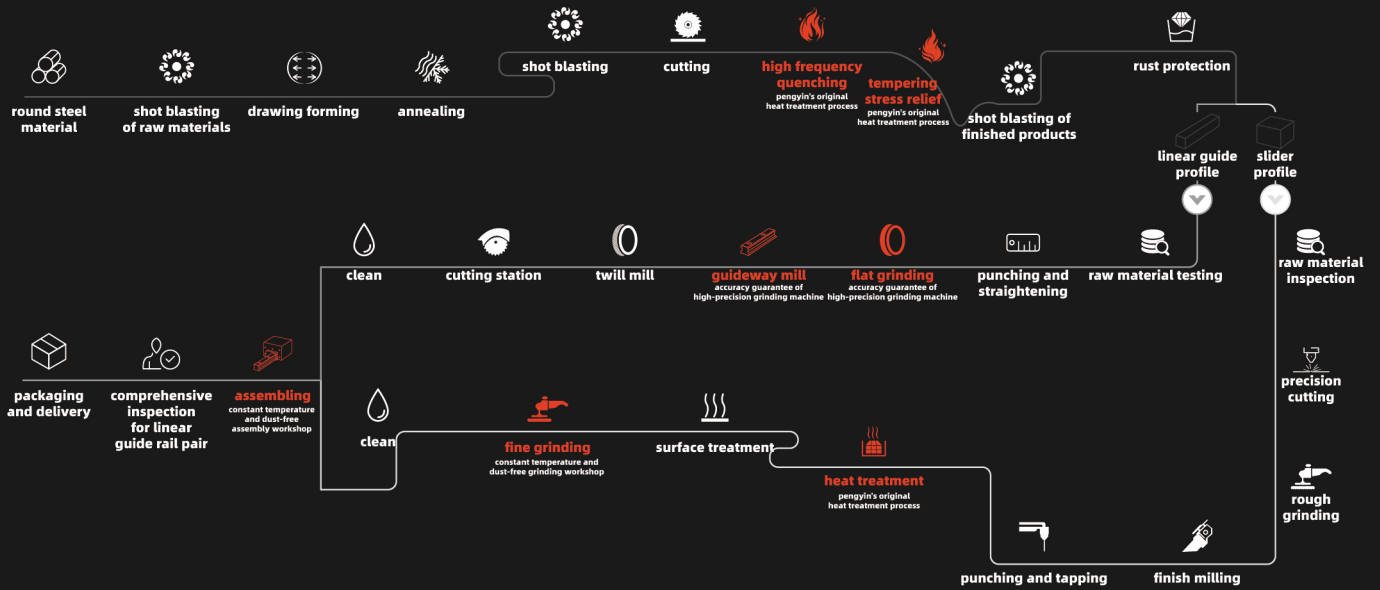 round steel
material
shot blasting
of raw materials
drawing forming
annealing
shot blasting
cutting
high frequency
quenching
pengyin's original
heat treatment process
tempering
stress relief
pengyin's original
heat treatment process
shot blasting of
finished products
rust protection
linear guide
profile
slider
profile
clean
cutting station
twill mill
guideway mill
accuracy guarantee of
high-precision grinding machine
flat grinding
accuracy guarantee of
high-precision grinding machine
punching and
straightening
raw material testing
raw material
inspection
packaging
and delivery
comprehensive
inspection
for linear
guide rail pair
assembling
constant temperature
and dust-free
assembly workshop
clean
fine grinding
constant temperature and
dust-free grinding workshop
surface treatment
heat treatment
pengyin's original
heat treatment process
precision
cutting
rough
grinding
punching and tapping
finish milling